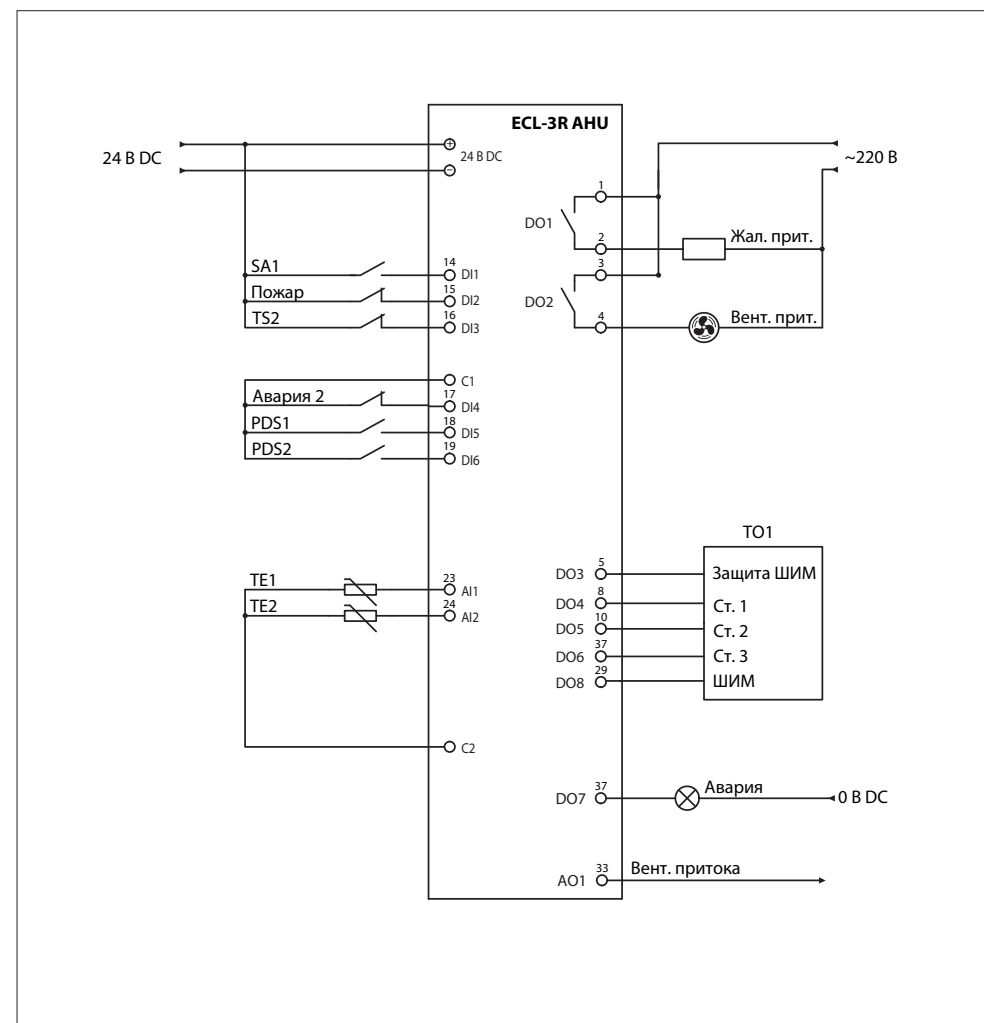 ECL-3R AHU
24 В DC
+
−
24 В DC
~220 В
1
DO1
2
Жал. прит.
3
DO2
4
Вент. прит.
SA1
14
DI1
Пожар
15
DI2
TS2
16
DI3
C1
Авария 2
17
DI4
PDS1
18
DI5
PDS2
19
DI6
TO1
TE1
23
AI1
TE2
24
AI2
DO3
5
Защита ШИМ
DO4
8
Ст. 1
DO5
10
Ст. 2
DO6
37
Ст. 3
DO8
29
ШИМ
C2
DO7
37
Авария
0 В DC
AO1
33
Вент. притока